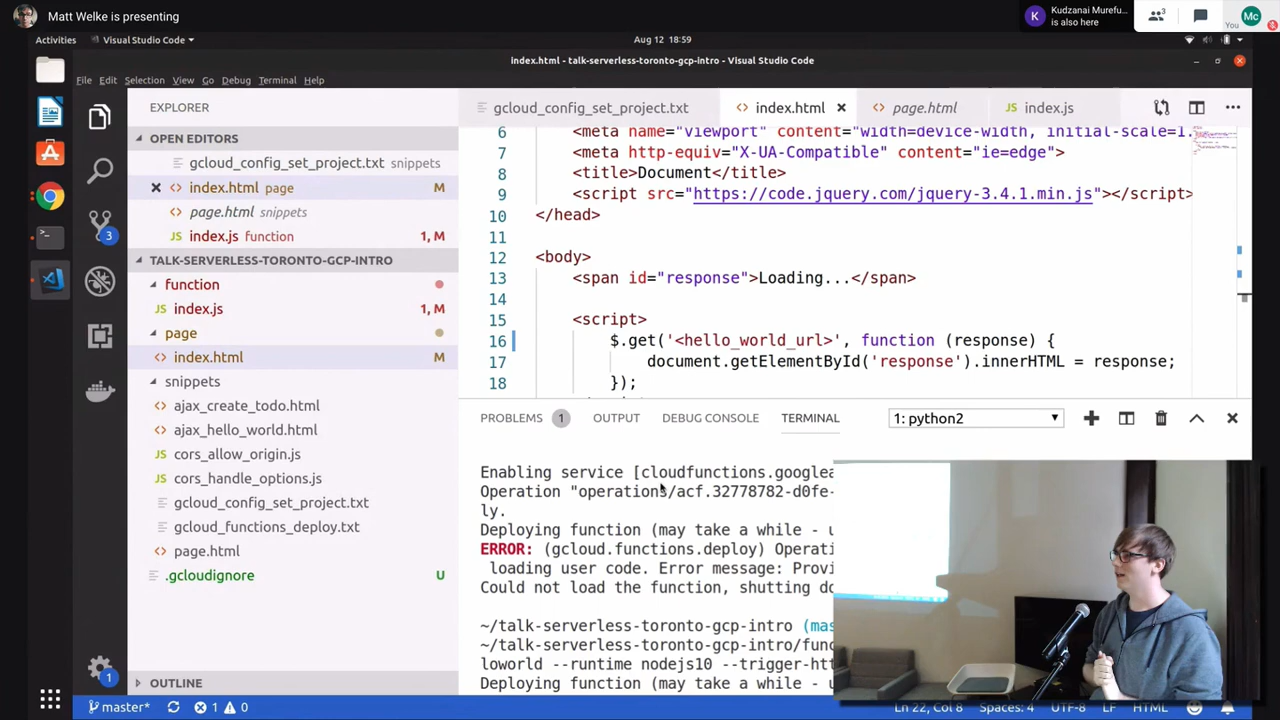 Matt Welke is presenting
Kudzanai Murefu...
is also here
K
3
You
Mc
Activities
Visual Studio Code
Aug 12 18:59
index.html - talk-serverless-toronto-gcp-intro - Visual Studio Code
File Edit Selection View Go Debug Terminal Help
EXPLORER
OPEN EDITORS
gcloud_config_set_project.txt snippets
index.html page M
page.html snippets
index.js function 1, M
TALK-SERVERLESS-TORONTO-GCP-INTRO
function
index.js 1, M
page
index.html M
snippets
ajax_create_todo.html
ajax_hello_world.html
cors_allow_origin.js
cors_handle_options.js
gcloud_config_set_project.txt
gcloud_functions_deploy.txt
page.html
.gcloudignore U
OUTLINE
3
1
gcloud_config_set_project.txt
index.html
page.html
index.js
6 <meta name="viewport" content="width=device-width, initial-scale=1.
7 <meta http-equiv="X-UA-Compatible" content="ie=edge">
8 <title>Document</title>
9 <script src="https://code.jquery.com/jquery-3.4.1.min.js"></script>
10 </head>
11
12 <body>
13 <span id="response">Loading...</span>
14
15 <script>
16 $.get('<hello_world_url>', function (response) {
17 document.getElementById('response').innerHTML = response;
18 });
PROBLEMS 1 OUTPUT DEBUG CONSOLE TERMINAL 1: python2
Enabling service [cloudfunctions.googlea
Operation "operations/acf.32778782-d0fe-
ly.
Deploying function (may take a while - u
ERROR: (gcloud.functions.deploy) Operati
loading user code. Error message: Provi
Could not load the function, shutting do
~/talk-serverless-toronto-gcp-intro (mas
~/talk-serverless-toronto-gcp-intro/func
loworld --runtime nodejs10 --trigger-htt
Deploying function (may take a while - u
master* 1 0 Ln 22, Col 8 Spaces: 4 UTF-8 LF HTML